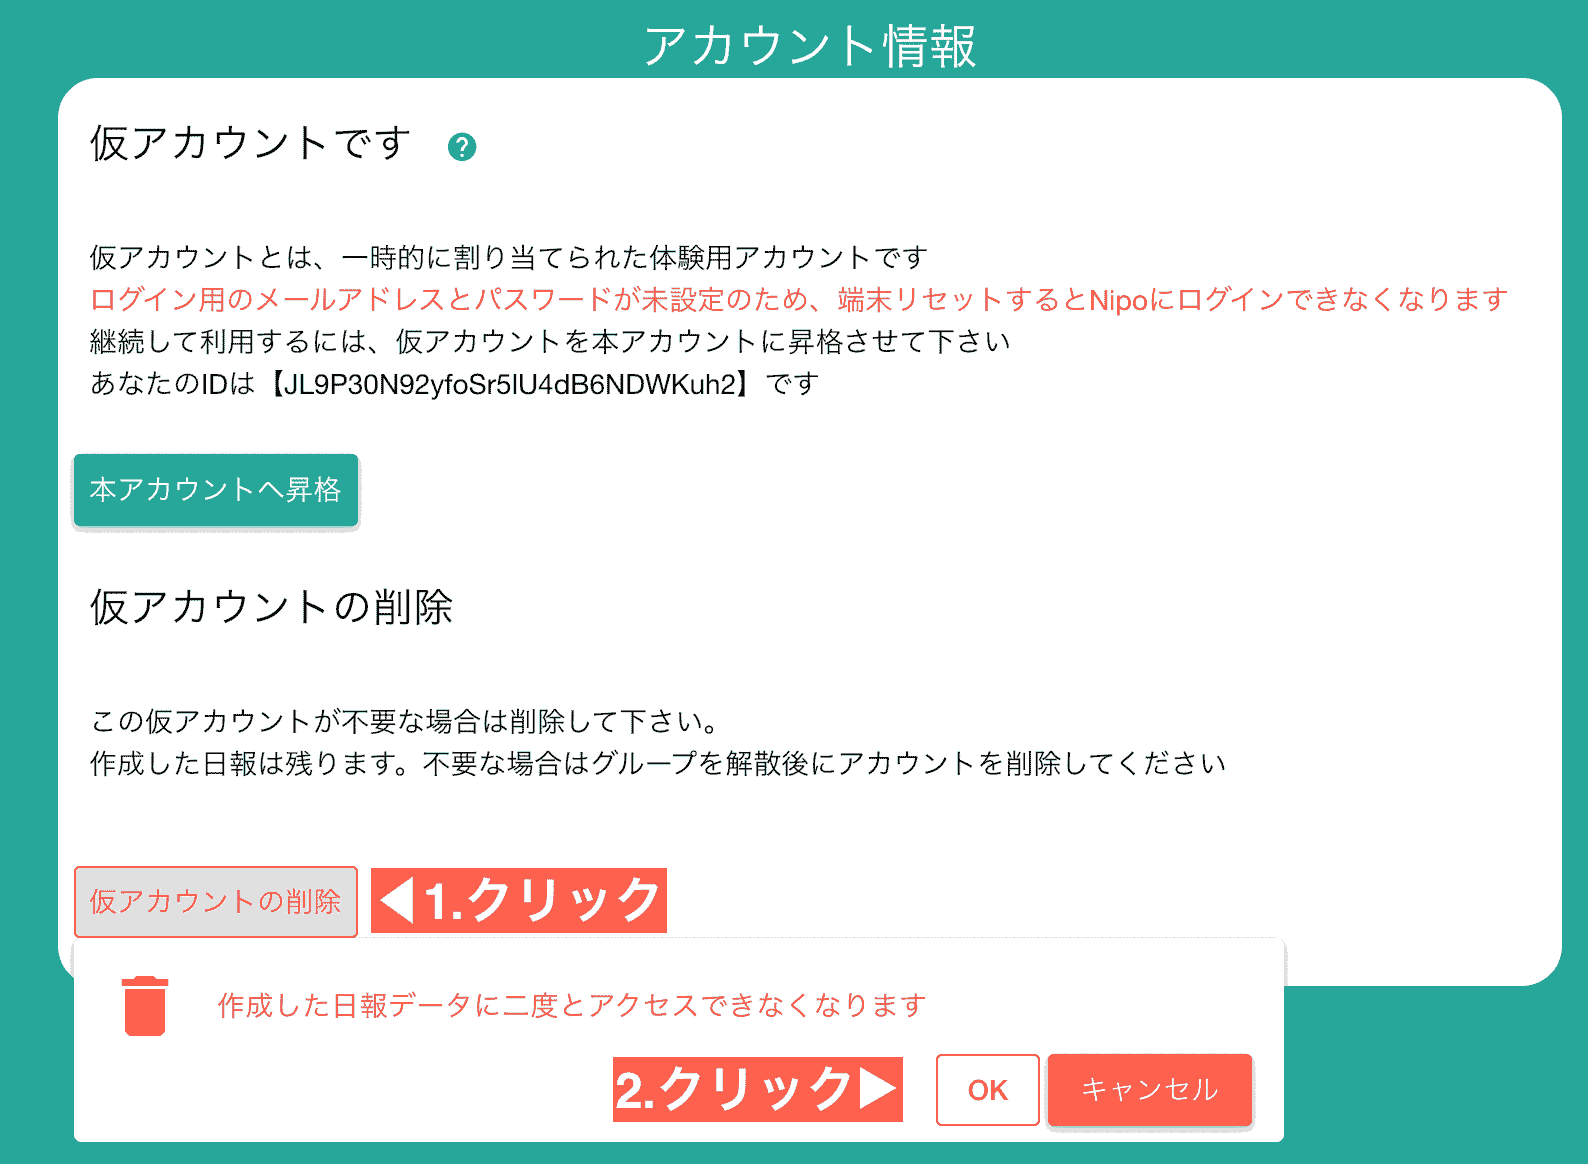 アカウント情報
仮アカウントです ?
仮アカウントとは、一時的に割り当てられた体験用アカウントです
ログイン用のメールアドレスとパスワードが未設定のため、端末リセットするとNipoにログインできなくなります
継続して利用するには、仮アカウントを本アカウントに昇格させて下さい
あなたのIDは【JL9P30N92yfoSr5lU4dB6NDWKuh2】です
本アカウントへ昇格
仮アカウントの削除
この仮アカウントが不要な場合は削除して下さい。
作成した日報は残ります。不要な場合はグループを解散後にアカウントを削除してください
仮アカウントの削除 ◀1.クリック
作成した日報データに二度とアクセスできなくなります
2.クリック▶ OK キャンセル